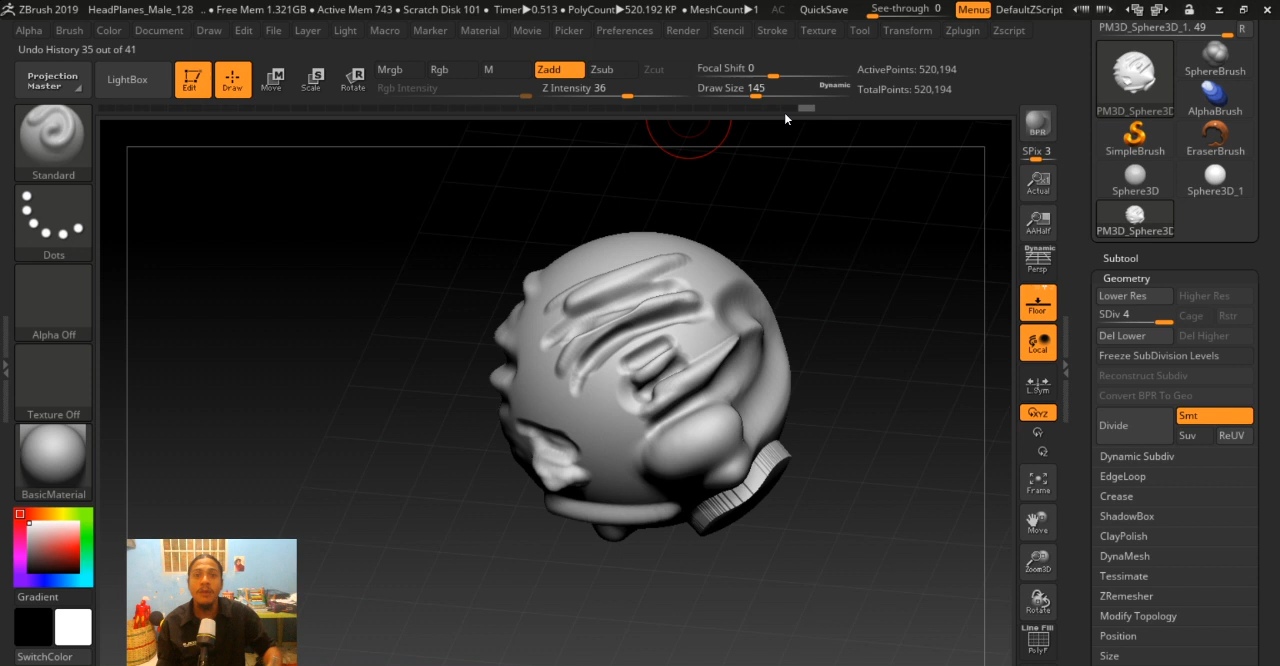 ZBrush 2019 HeadPlanes_Male_128 .. • Free Memory 1.321GB • Active Mem 743 • Scratch Disk 101 • Timer▶0.513 • PolyCount▶520.192 KP • MeshCount▶1 AC QuickSave See-through 0 Menus DefaultZScript
Alpha Brush Color Document Draw Edit File Layer Light Macro Marker Material Movie Picker Preferences Render Stencil Stroke Texture Tool Transform Zplugin Zscript
Undo History 35 out of 41
Projection Master
LightBox
Edit
Draw
Move
Scale
Rotate
Mrgb Rgb M
Rgb Intensity
Zadd Zsub Zcut
Z Intensity 36
Focal Shift 0
Draw Size 145
Dynamic
ActivePoints: 520,194
TotalPoints: 520,194
Standard
Dots
Alpha Off
Texture Off
BasicMaterial
Gradient
SwitchColor
BPR
SPix 3
Actual
AAHalf
Dynamic
Persp
Floor
Local
L.Sym
XYZ
Y
Z
Frame
Move
Zoom3D
Rotate
Line Fill
PolyF
PM3D_Sphere3D_1. 49 R
PM3D_Sphere3D
SphereBrush
AlphaBrush
SimpleBrush
EraserBrush
Sphere3D
Sphere3D_1
PM3D_Sphere3D
Subtool
Geometry
Lower Res Higher Res
SDiv 4 Cage Rstr
Del Lower Del Higher
Freeze SubDivision Levels
Reconstruct Subdiv
Convert BPR To Geo
Divide
Smt
Suv ReUV
Dynamic Subdiv
EdgeLoop
Crease
ShadowBox
ClayPolish
DynaMesh
Tessimate
ZRemesher
Modify Topology
Position
Size